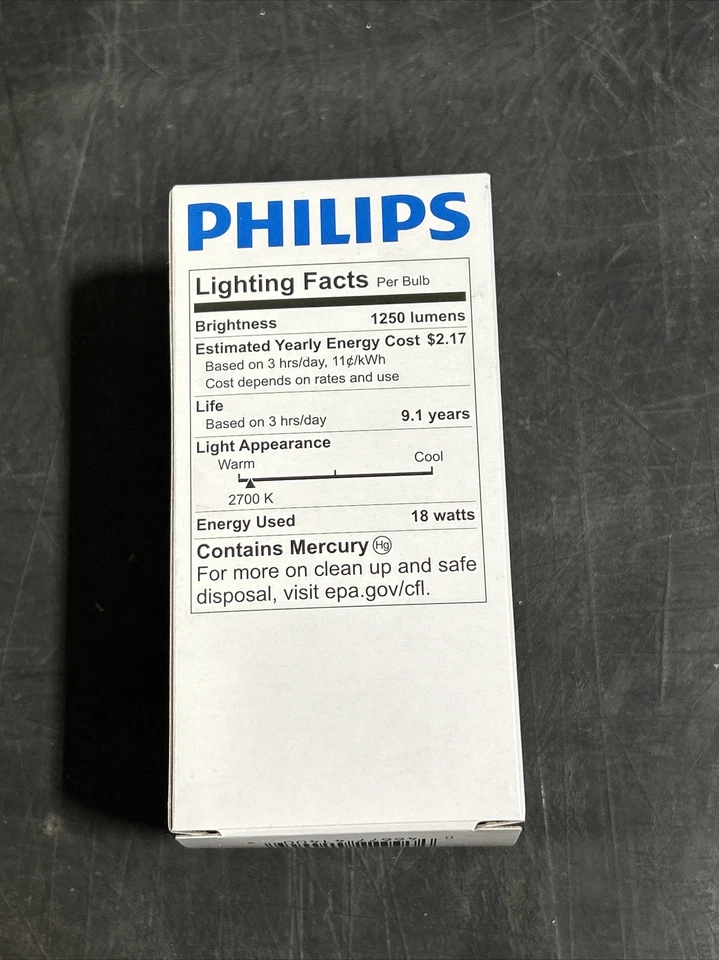 PHILIPS
Lighting Facts Per Bulb
Brightness 1250 lumens
Estimated Yearly Energy Cost $2.17
Based on 3 hrs/day, 11¢/kWh
Cost depends on rates and use
Life
Based on 3 hrs/day 9.1 years
Light Appearance
Warm Cool
2700 K
Energy Used 18 watts
Contains Mercury Hg
For more on clean up and safe
disposal, visit epa.gov/cfl.